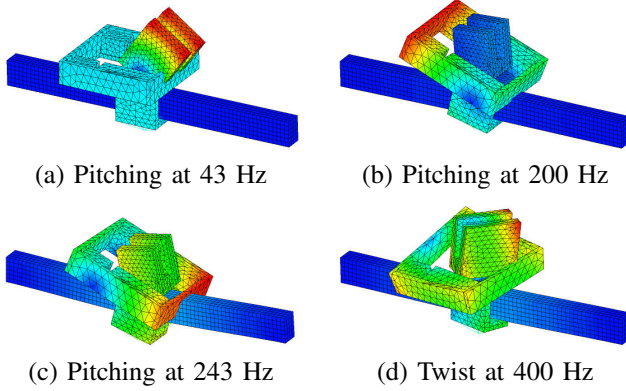 (a) Pitching at 43 Hz
(b) Pitching at 200 Hz
(c) Pitching at 243 Hz
(d) Twist at 400 Hz